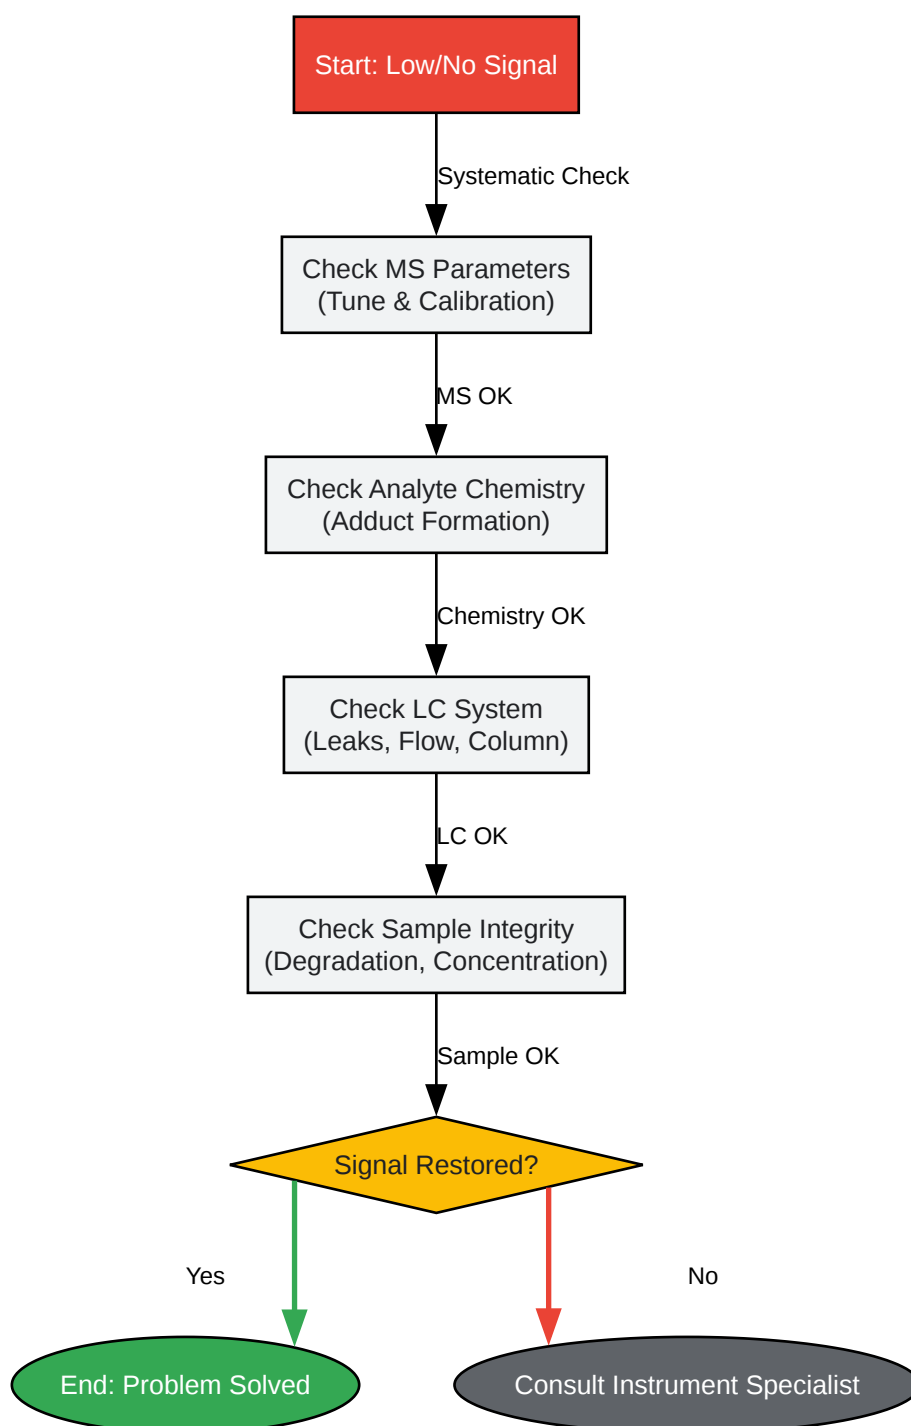 Start: Low/No Signal
Systematic Check
Check MS Parameters
(Tune & Calibration)
MS OK
Check Analyte Chemistry
(Adduct Formation)
Chemistry OK
Check LC System
(Leaks, Flow, Column)
LC OK
Check Sample Integrity
(Degradation, Concentration)
Sample OK
Signal Restored?
Yes
No
End: Problem Solved
Consult Instrument Specialist